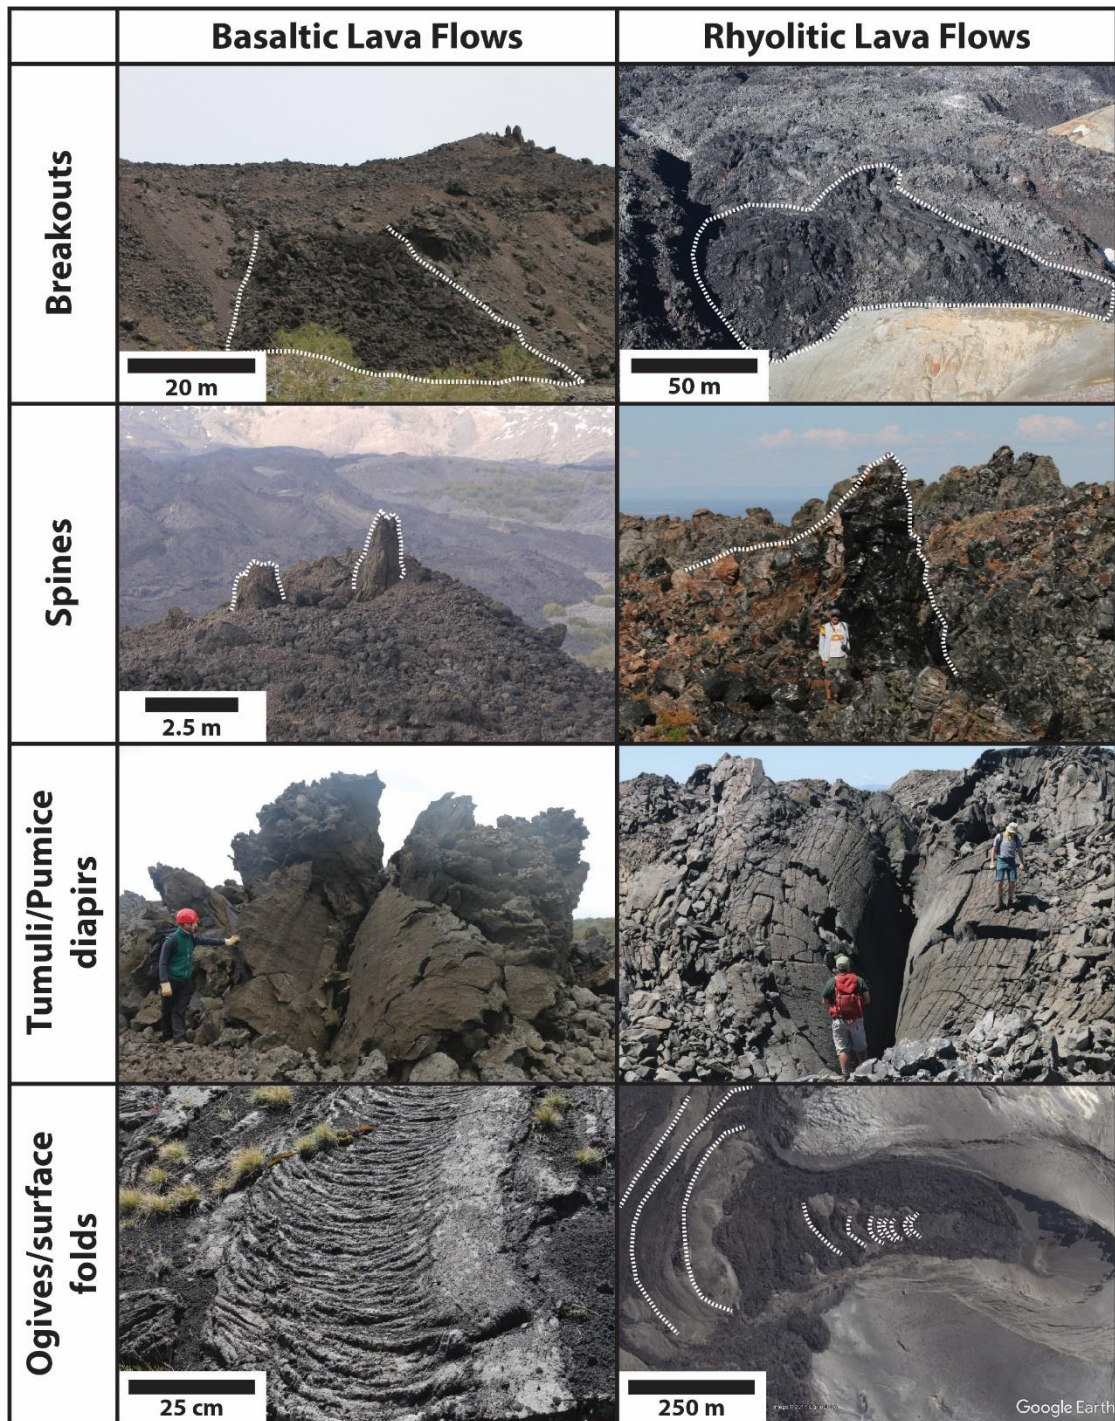 Basaltic Lava Flows
Rhyolitic Lava Flows
Breakouts
20 m
50 m
Spines
2.5 m
Tumuli/Pumice
diapirs
Ogives/surface
folds
25 cm
250 m
Google Earth